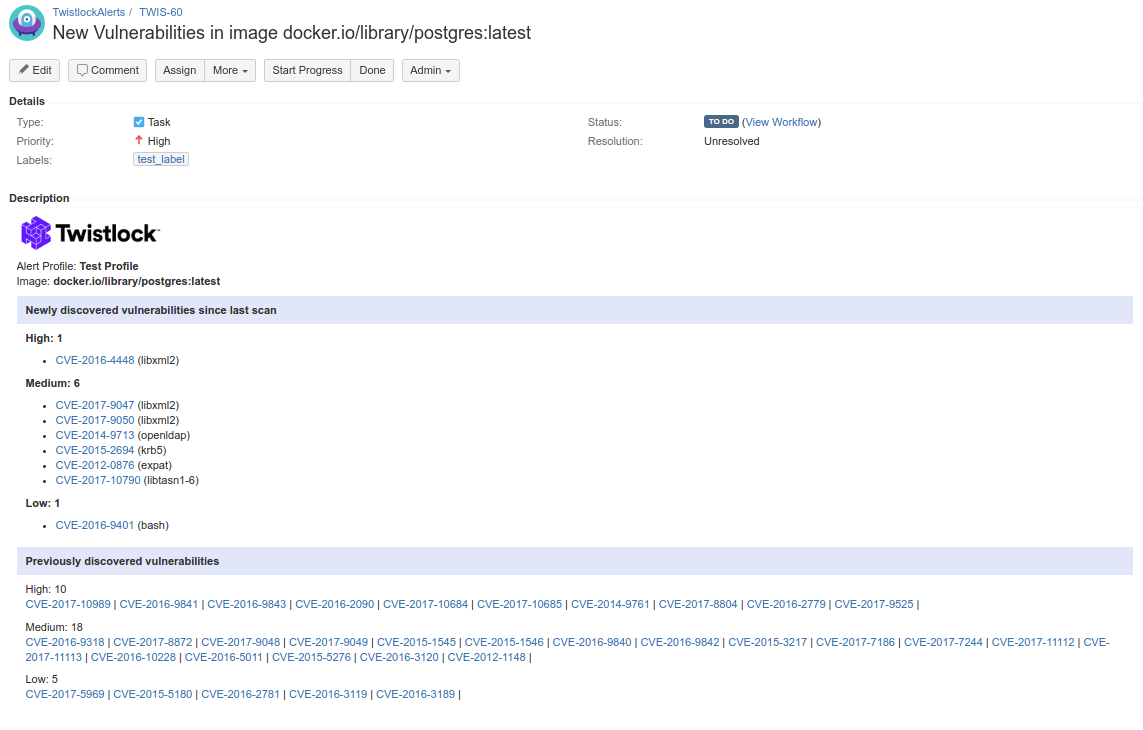 TwistlockAlerts / TWIS-60
New Vulnerabilities in image docker.io/library/postgres:latest
Edit Comment Assign More Start Progress Done Admin
Details
Type: Task Status: TO DO (View Workflow)
Priority: High Resolution: Unresolved
Labels: test_label
Description
Twistlock™
Alert Profile: Test Profile
Image: docker.io/library/postgres:latest
Newly discovered vulnerabilities since last scan
High: 1
• CVE-2016-4448 (libxml2)
Medium: 6
• CVE-2017-9047 (libxml2)
• CVE-2017-9050 (libxml2)
• CVE-2014-9713 (openldap)
• CVE-2015-2694 (krb5)
• CVE-2012-0876 (expat)
• CVE-2017-10790 (libtasn1-6)
Low: 1
• CVE-2016-9401 (bash)
Previously discovered vulnerabilities
High: 10
CVE-2017-10989 | CVE-2016-9841 | CVE-2016-9843 | CVE-2016-2090 | CVE-2017-10684 | CVE-2017-10685 | CVE-2014-9761 | CVE-2017-8804 | CVE-2016-2779 | CVE-2017-9525 |
Medium: 18
CVE-2016-9318 | CVE-2017-8872 | CVE-2017-9048 | CVE-2017-9049 | CVE-2015-1545 | CVE-2015-1546 | CVE-2016-9840 | CVE-2016-9842 | CVE-2015-3217 | CVE-2017-7186 | CVE-2017-7244 | CVE-2017-11112 | CVE-
2017-11113 | CVE-2016-10228 | CVE-2016-5011 | CVE-2015-5276 | CVE-2016-3120 | CVE-2012-1148 |
Low: 5
CVE-2017-5969 | CVE-2015-5180 | CVE-2016-2781 | CVE-2016-3119 | CVE-2016-3189 |